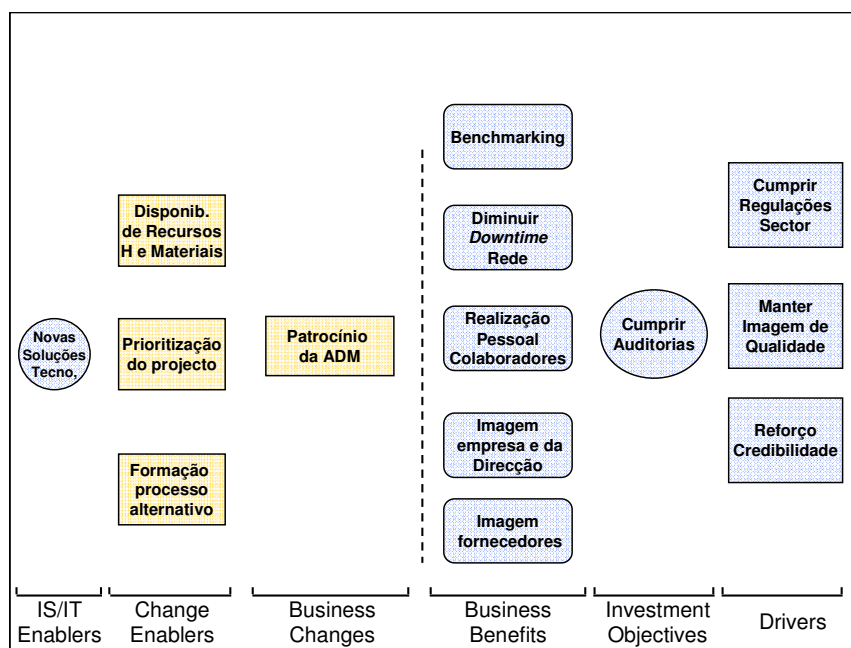 Benchmarking
Cumprir
Regulações
Sector
Disponib.
de Recursos
H e Materiais
Diminuir
Downtime
Rede
Manter
Imagem de
Qualidade
Realização
Pessoal
Colaboradores
Cumprir
Auditorias
Novas
Soluções
Tecno,
Prioritização
do projecto
Patrocínio
da ADM
Reforço
Credibilidade
Imagem
empresa e da
Direcção
Formação
processo
alternativo
Imagem
fornecedores
IS/IT
Enablers
Change
Enablers
Business
Changes
Business
Benefits
Investment
Objectives
Drivers